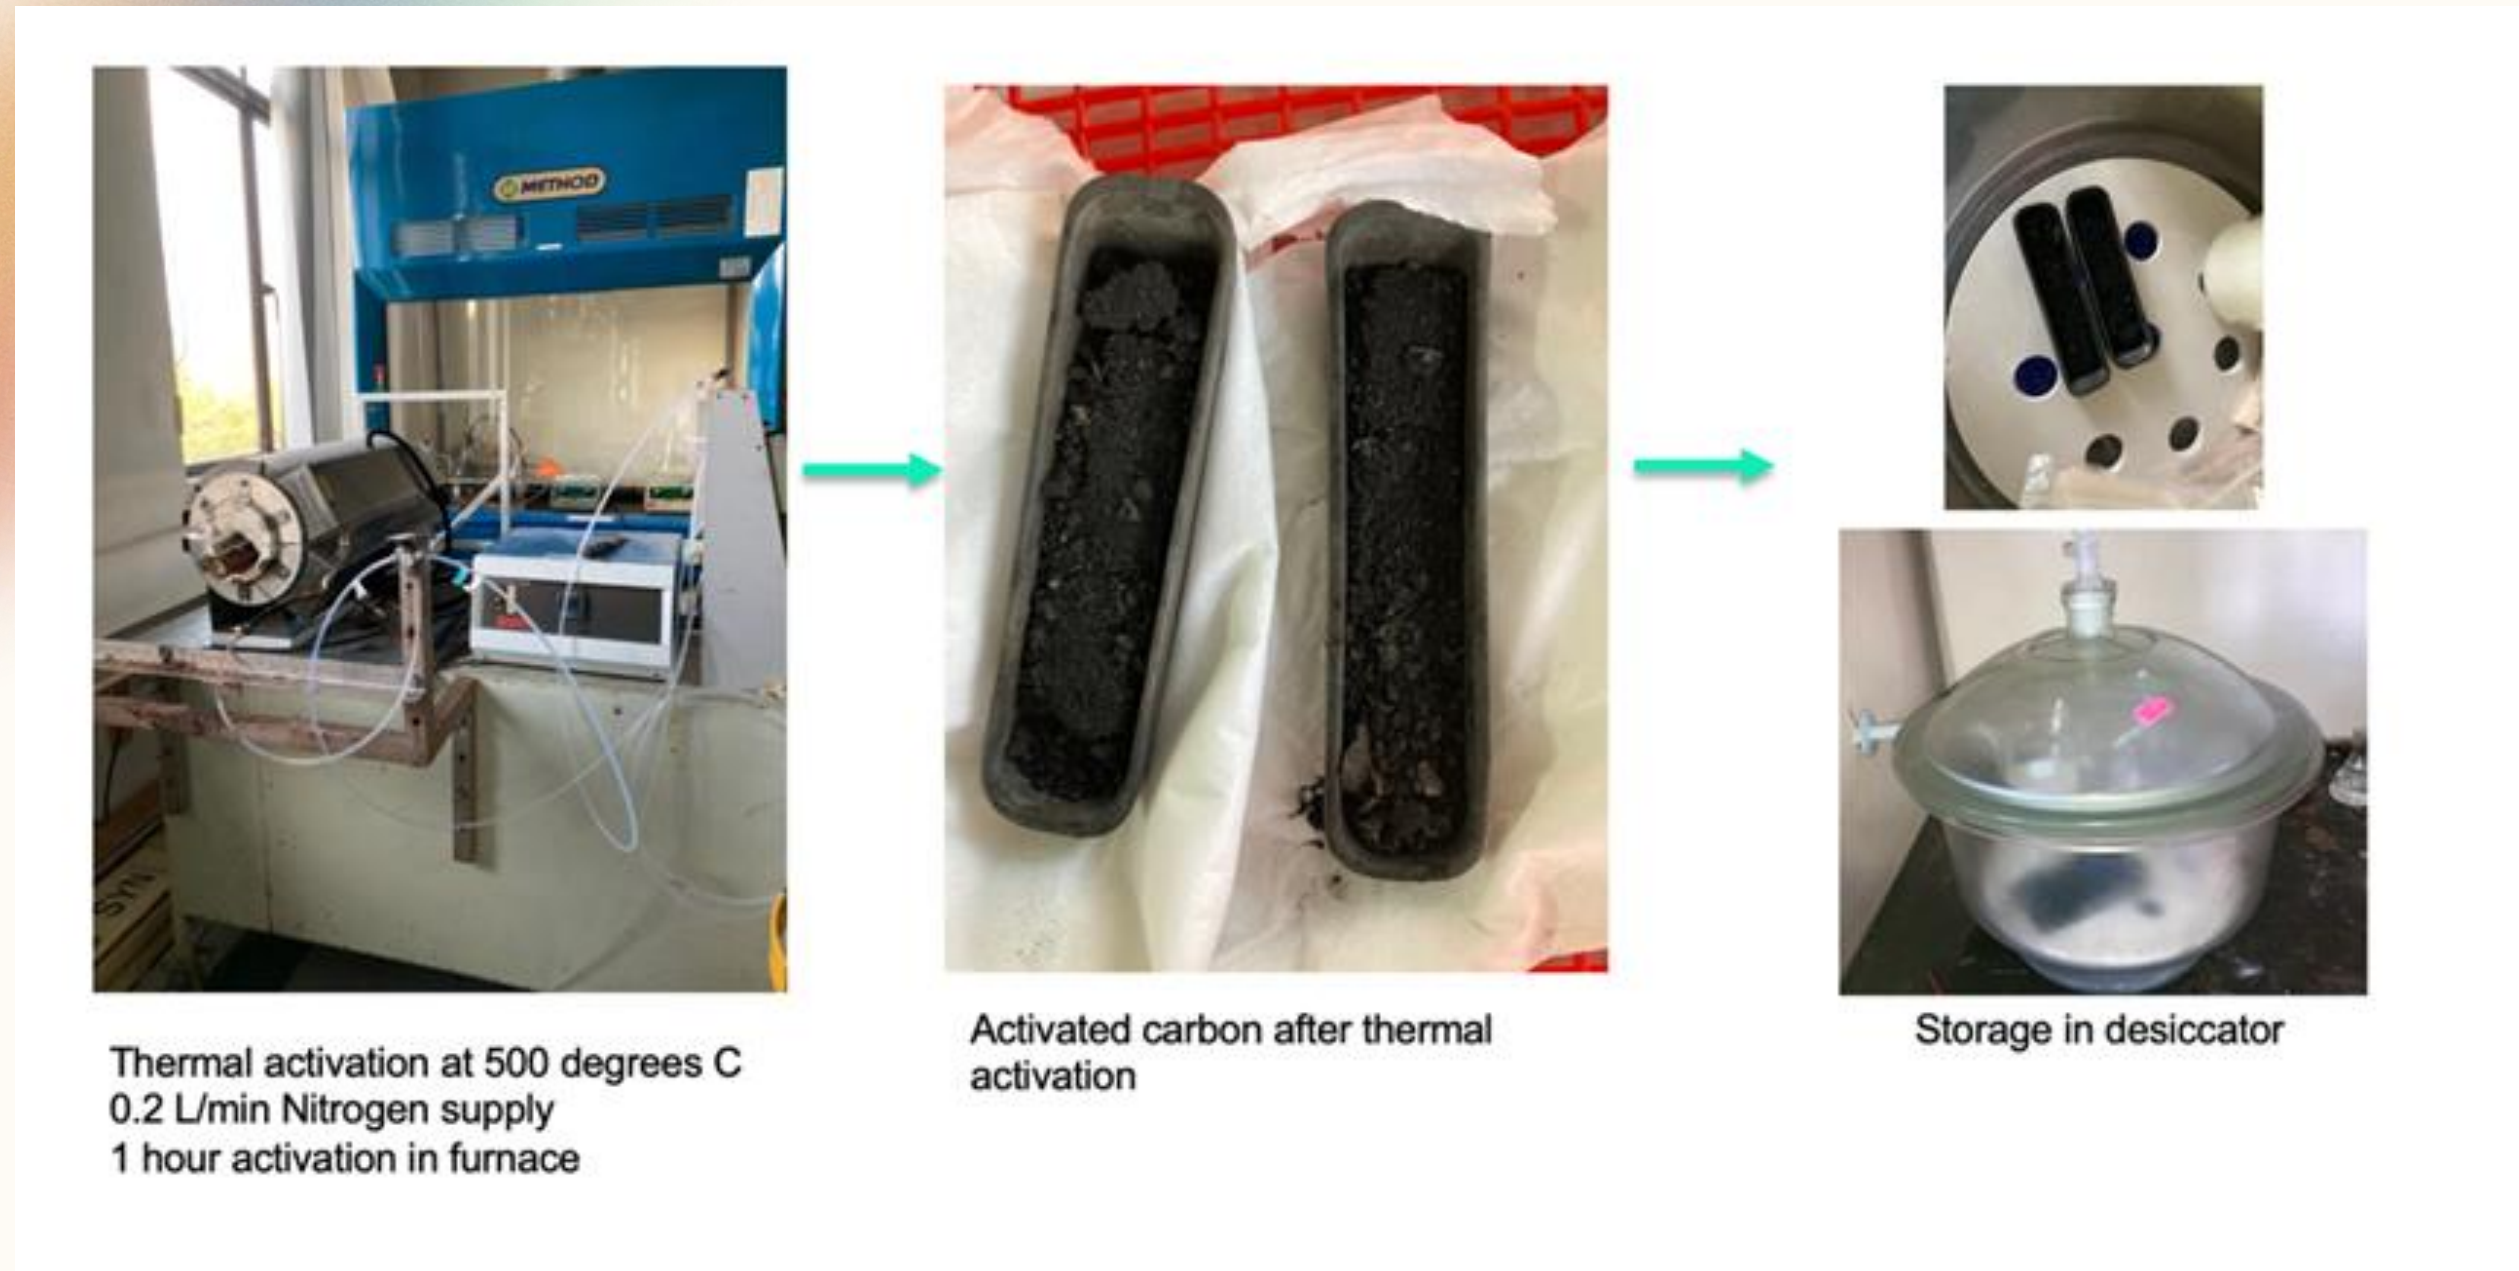 METHOD
Thermal activation at 500 degrees C
0.2 L/min Nitrogen supply
1 hour activation in furnace
Activated carbon after thermal
activation
Storage in desiccator